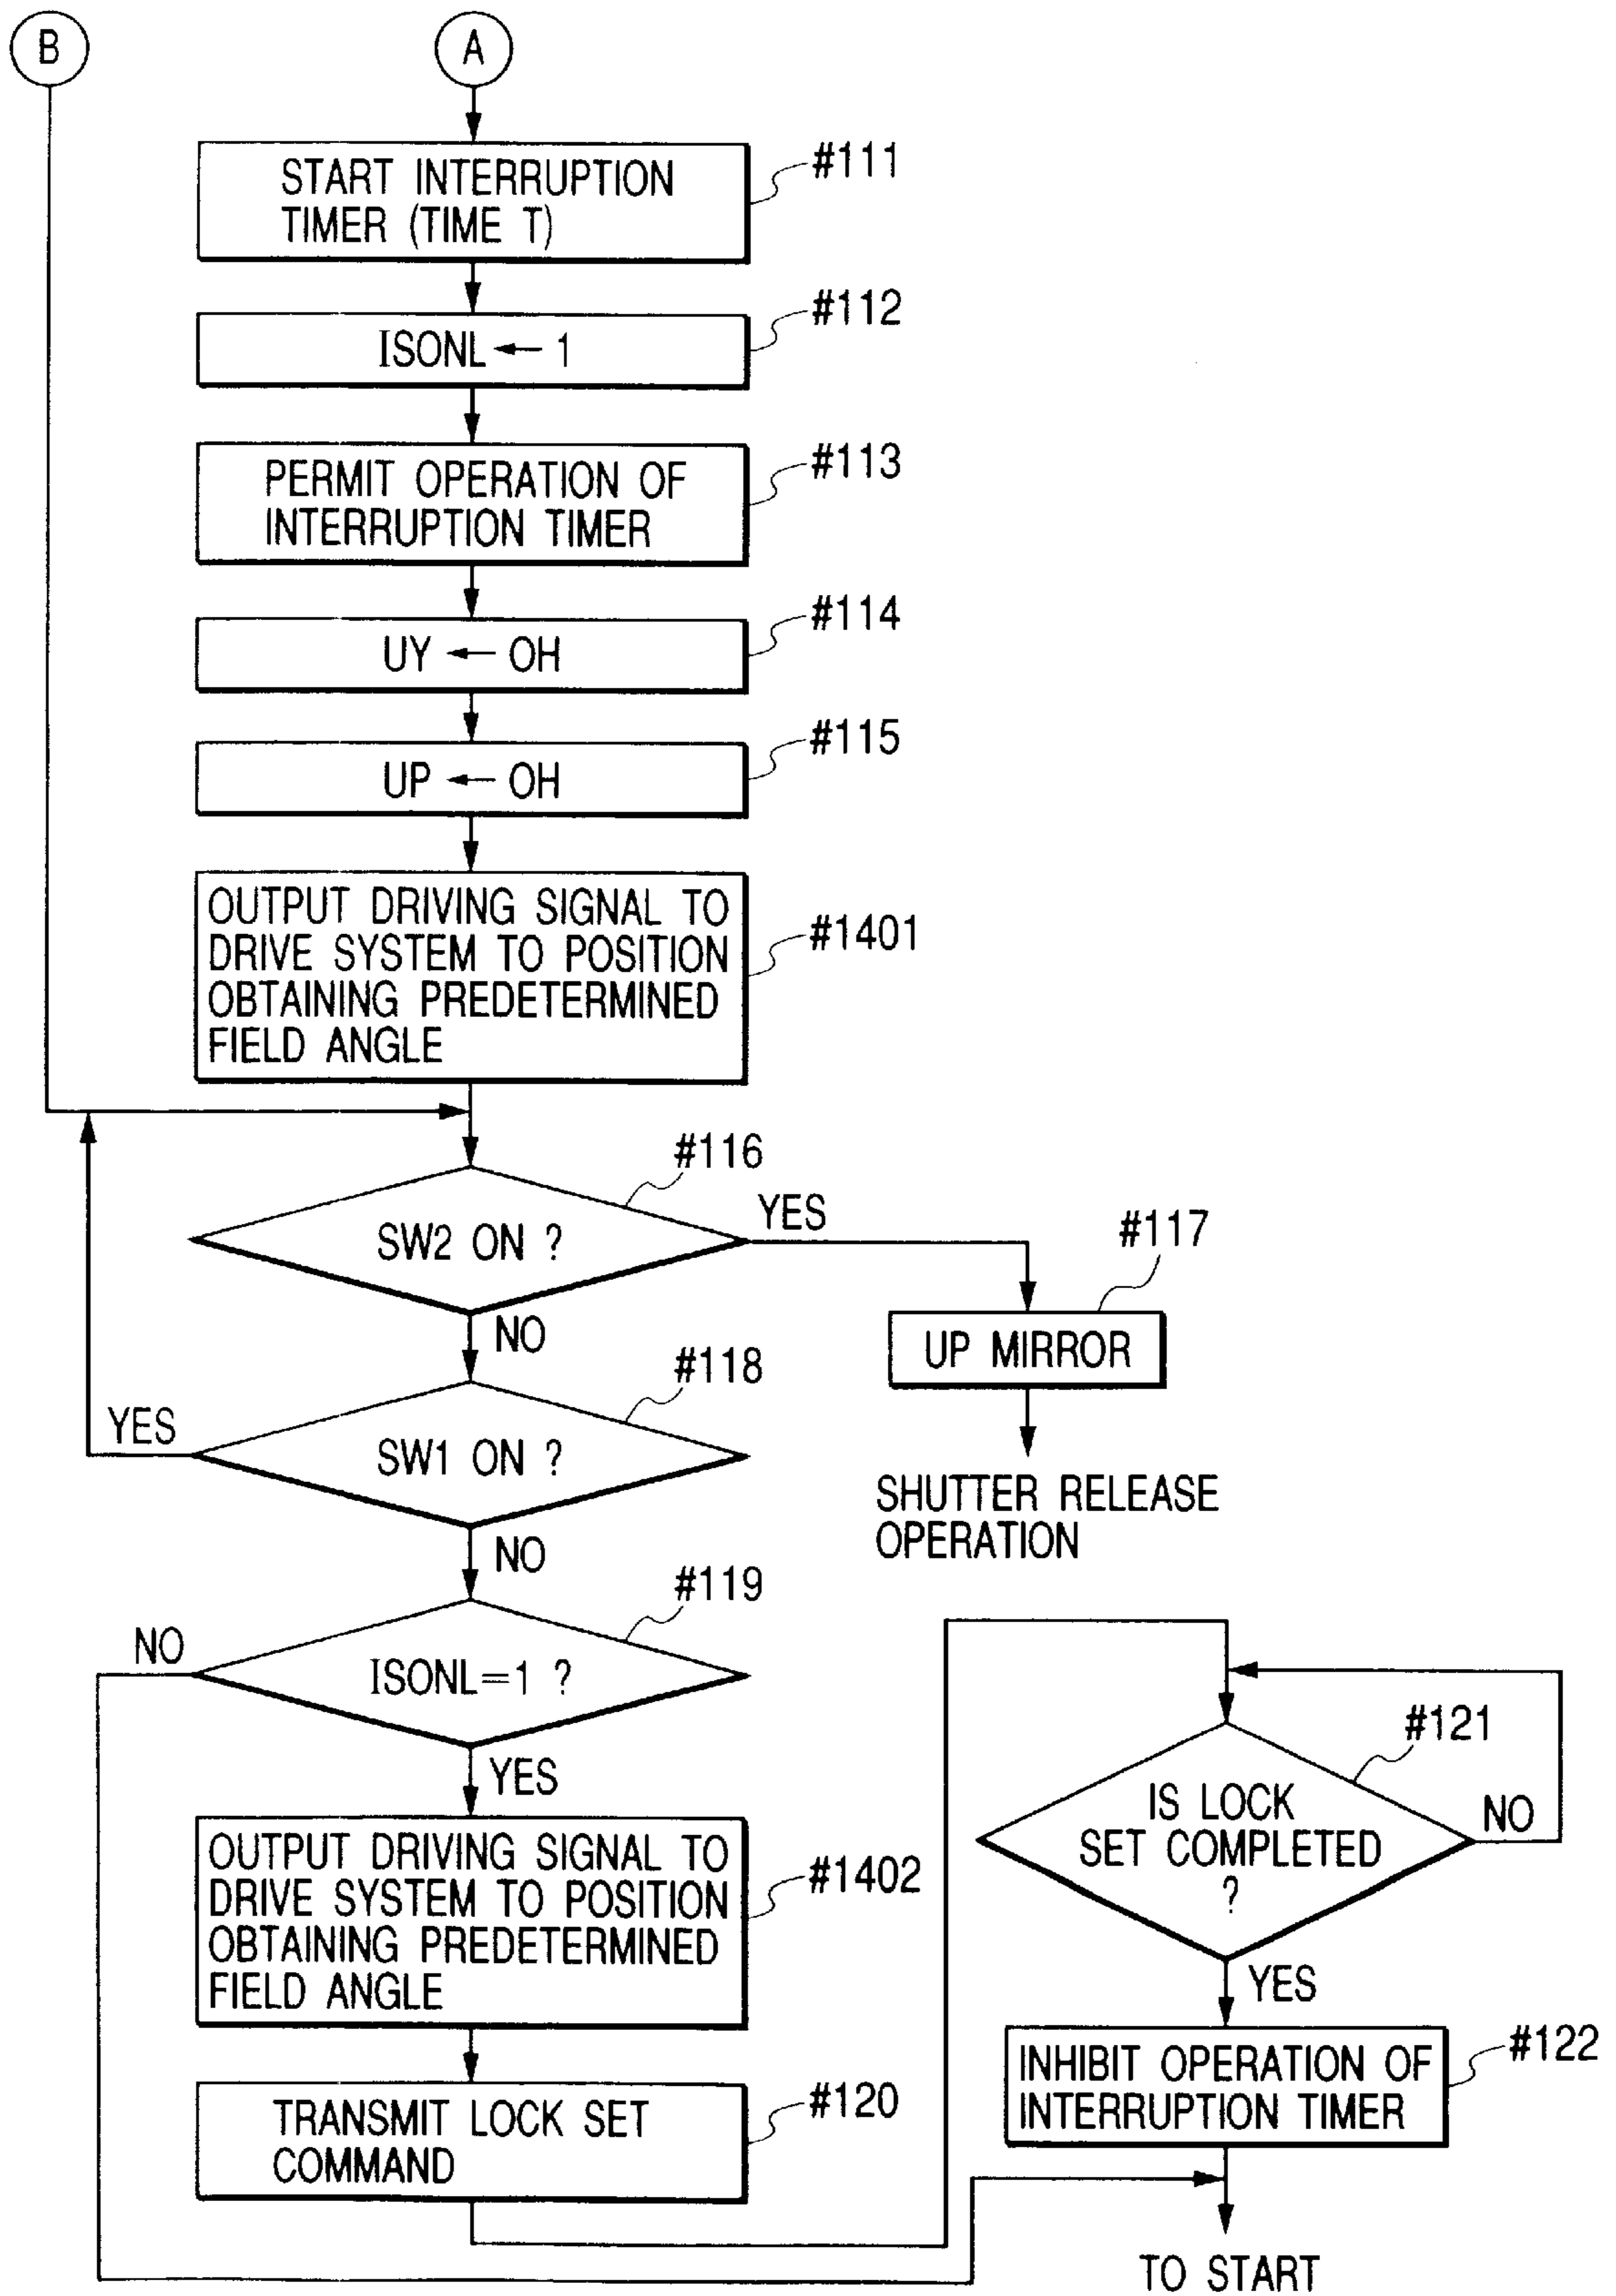 B
A
START INTERRUPTION
TIMER (TIME T)
#111
ISONL ← 1
#112
PERMIT OPERATION OF
INTERRUPTION TIMER
#113
UY ← OH
#114
UP ← OH
#115
OUTPUT DRIVING SIGNAL TO
DRIVE SYSTEM TO POSITION
OBTAINING PREDETERMINED
FIELD ANGLE
#1401
#116
SW2 ON ?
YES
NO
#117
UP MIRROR
SHUTTER RELEASE
OPERATION
#118
SW1 ON ?
YES
NO
#119
ISONL=1 ?
NO
YES
OUTPUT DRIVING SIGNAL TO
DRIVE SYSTEM TO POSITION
OBTAINING PREDETERMINED
FIELD ANGLE
#1402
TRANSMIT LOCK SET
COMMAND
#120
#121
IS LOCK
SET COMPLETED
?
NO
YES
INHIBIT OPERATION OF
INTERRUPTION TIMER
#122
TO START